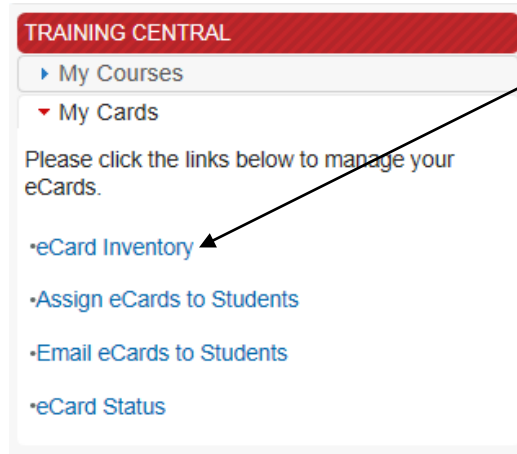 TRAINING CENTRAL
My Courses
My Cards
Please click the links below to manage your
eCards.
•eCard Inventory
•Assign eCards to Students
•Email eCards to Students
•eCard Status